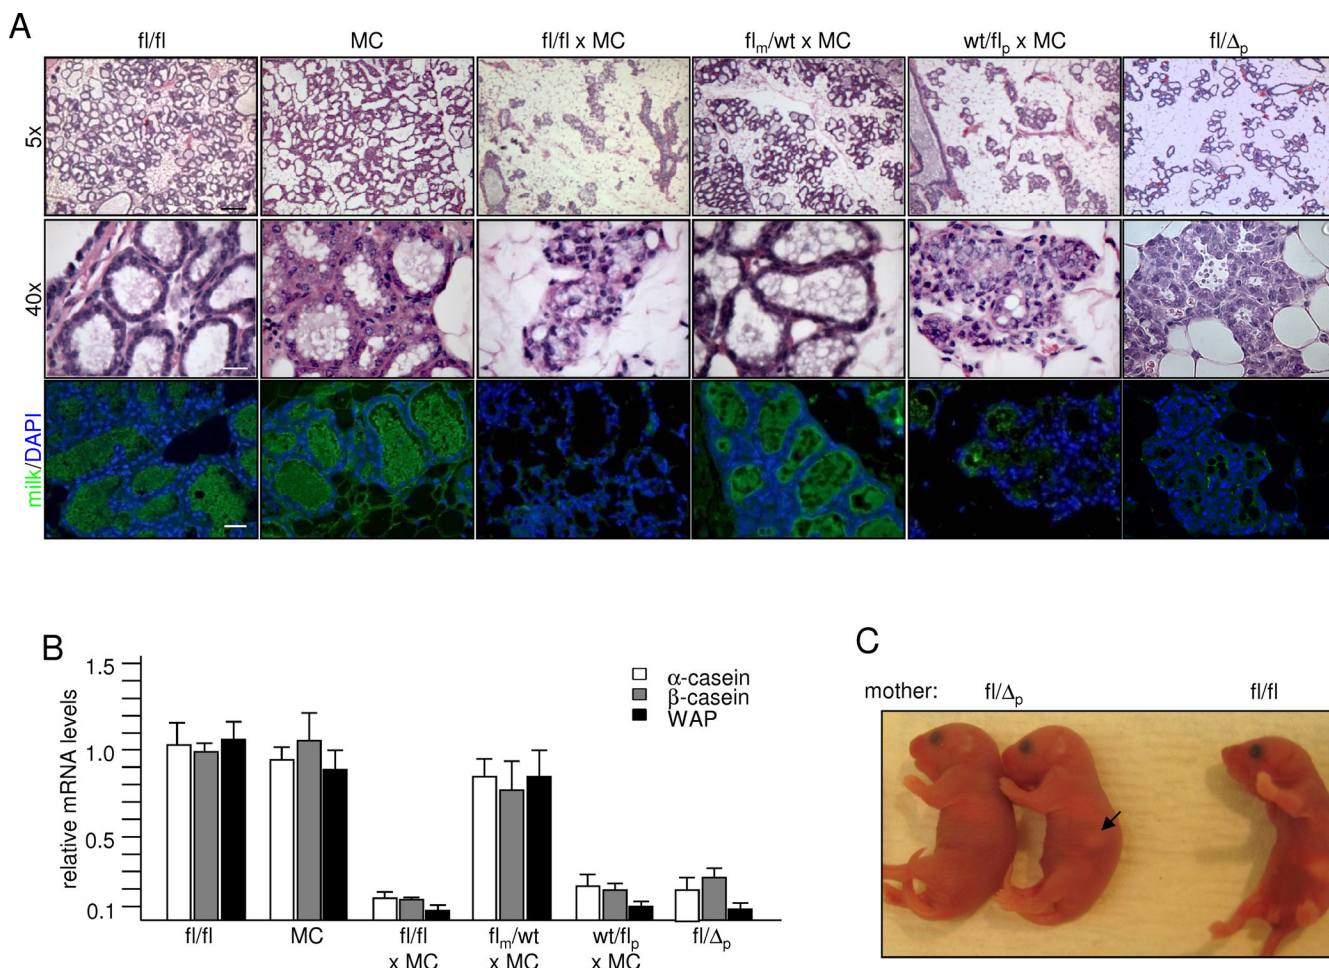 A
fl/fl MC fl/fl x MC flm/wt x MC wt/flp x MC fl/Δp
5x
40x
milk/DAPI
B
relative mRNA levels
1.5
1.0
0.5
0.1
α-casein
β-casein
WAP
fl/fl MC fl/fl flm/wt wt/flp fl/Δp
x MC x MC x MC
C
mother: fl/Δp fl/fl